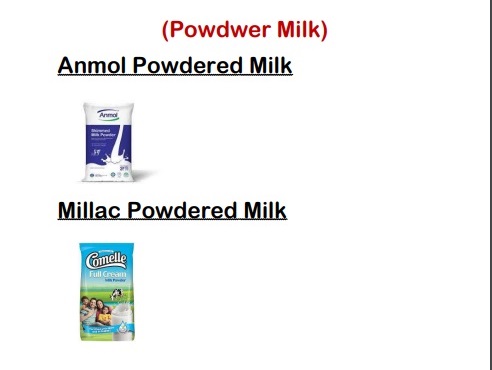 (Powdwer Milk)
Anmol Powdered Milk
Anmol
Skimmed
Milk Powder
Millac Powdered Milk
Comelle
Full Cream
Milk Powder